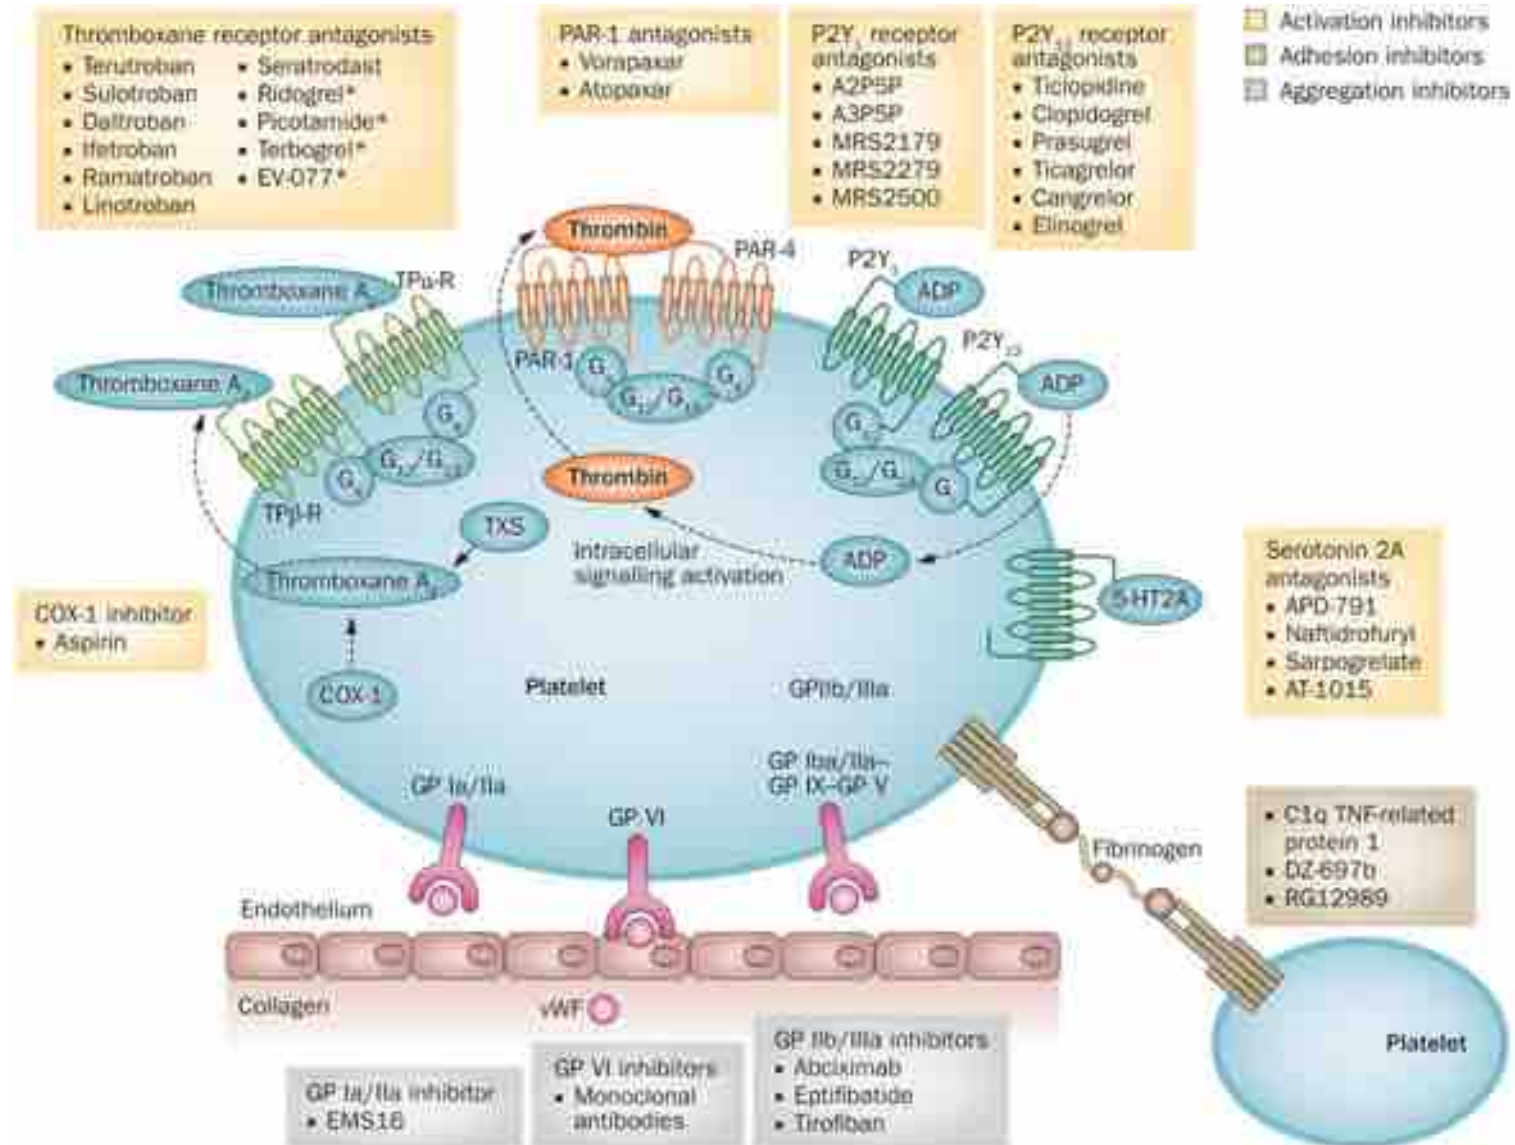 Thromboxane receptor antagonists
• Terutroban
• Sulotroban
• Daltroban
• Ifetroban
• Ramatroban
• Linotroban
• Seratrodast
• Ridogrel*
• Picotamide*
• Terbogrel*
• EV-077*
PAR-1 antagonists
• Vorapaxar
• Atopaxar
P2Y₁ receptor
antagonists
• A2P5P
• A3P5P
• MRS2179
• MRS2279
• MRS2500
P2Y₁₂ receptor
antagonists
• Ticlopidine
• Clopidogrel
• Prasugrel
• Ticagrelor
• Cangrelor
• Elinogrel
Activation inhibitors
Adhesion inhibitors
Aggregation inhibitors
Thrombin
PAR-4
P2Y₁
ADP
Thromboxane A₂
TPα-R
PAR-1
G
G₁₂/G₁₃
G
P2Y₁₂
ADP
Thromboxane A₂
G
G₁₂/G₁₃
G
TPβ-R
G
G₁₂/G₁₃
G
Thrombin
TXS
Intracellular
signalling activation
ADP
Thromboxane A₂
5-HT2A
Serotonin 2A
antagonists
• APD-791
• Naftidrofuryl
• Sarpogrelate
• AT-1015
COX-1 inhibitor
• Aspirin
COX-1
Platelet
GPIIb/IIIa
GP Ia/IIa
GP VI
GP Iba/IIa–
GP IX–GP V
Fibrinogen
• C1q TNF-related
protein 1
• DZ-697b
• RG12989
Endothelium
Collagen
vWF
Platelet
GP Ia/IIa inhibitor
• EMS16
GP VI inhibitors
• Monoclonal
antibodies
GP IIb/IIIa inhibitors
• Abciximab
• Eptifibatide
• Tirofiban